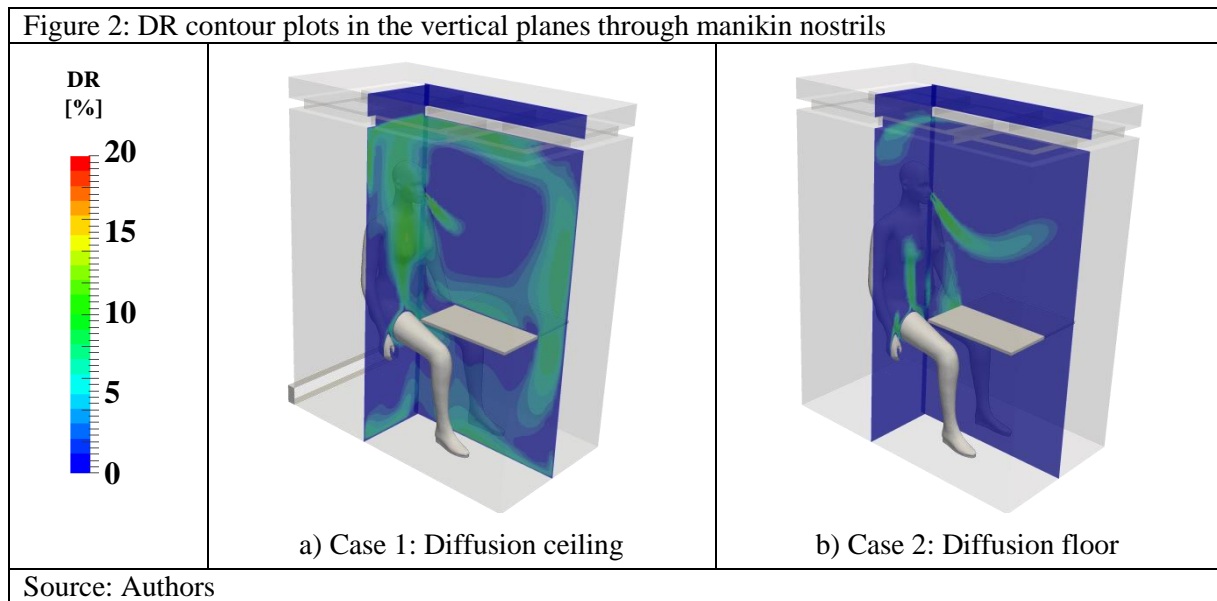 Figure 2: DR contour plots in the vertical planes through manikin nostrils
DR
[%]
20
15
10
5
0
a) Case 1: Diffusion ceiling
b) Case 2: Diffusion floor
Source: Authors